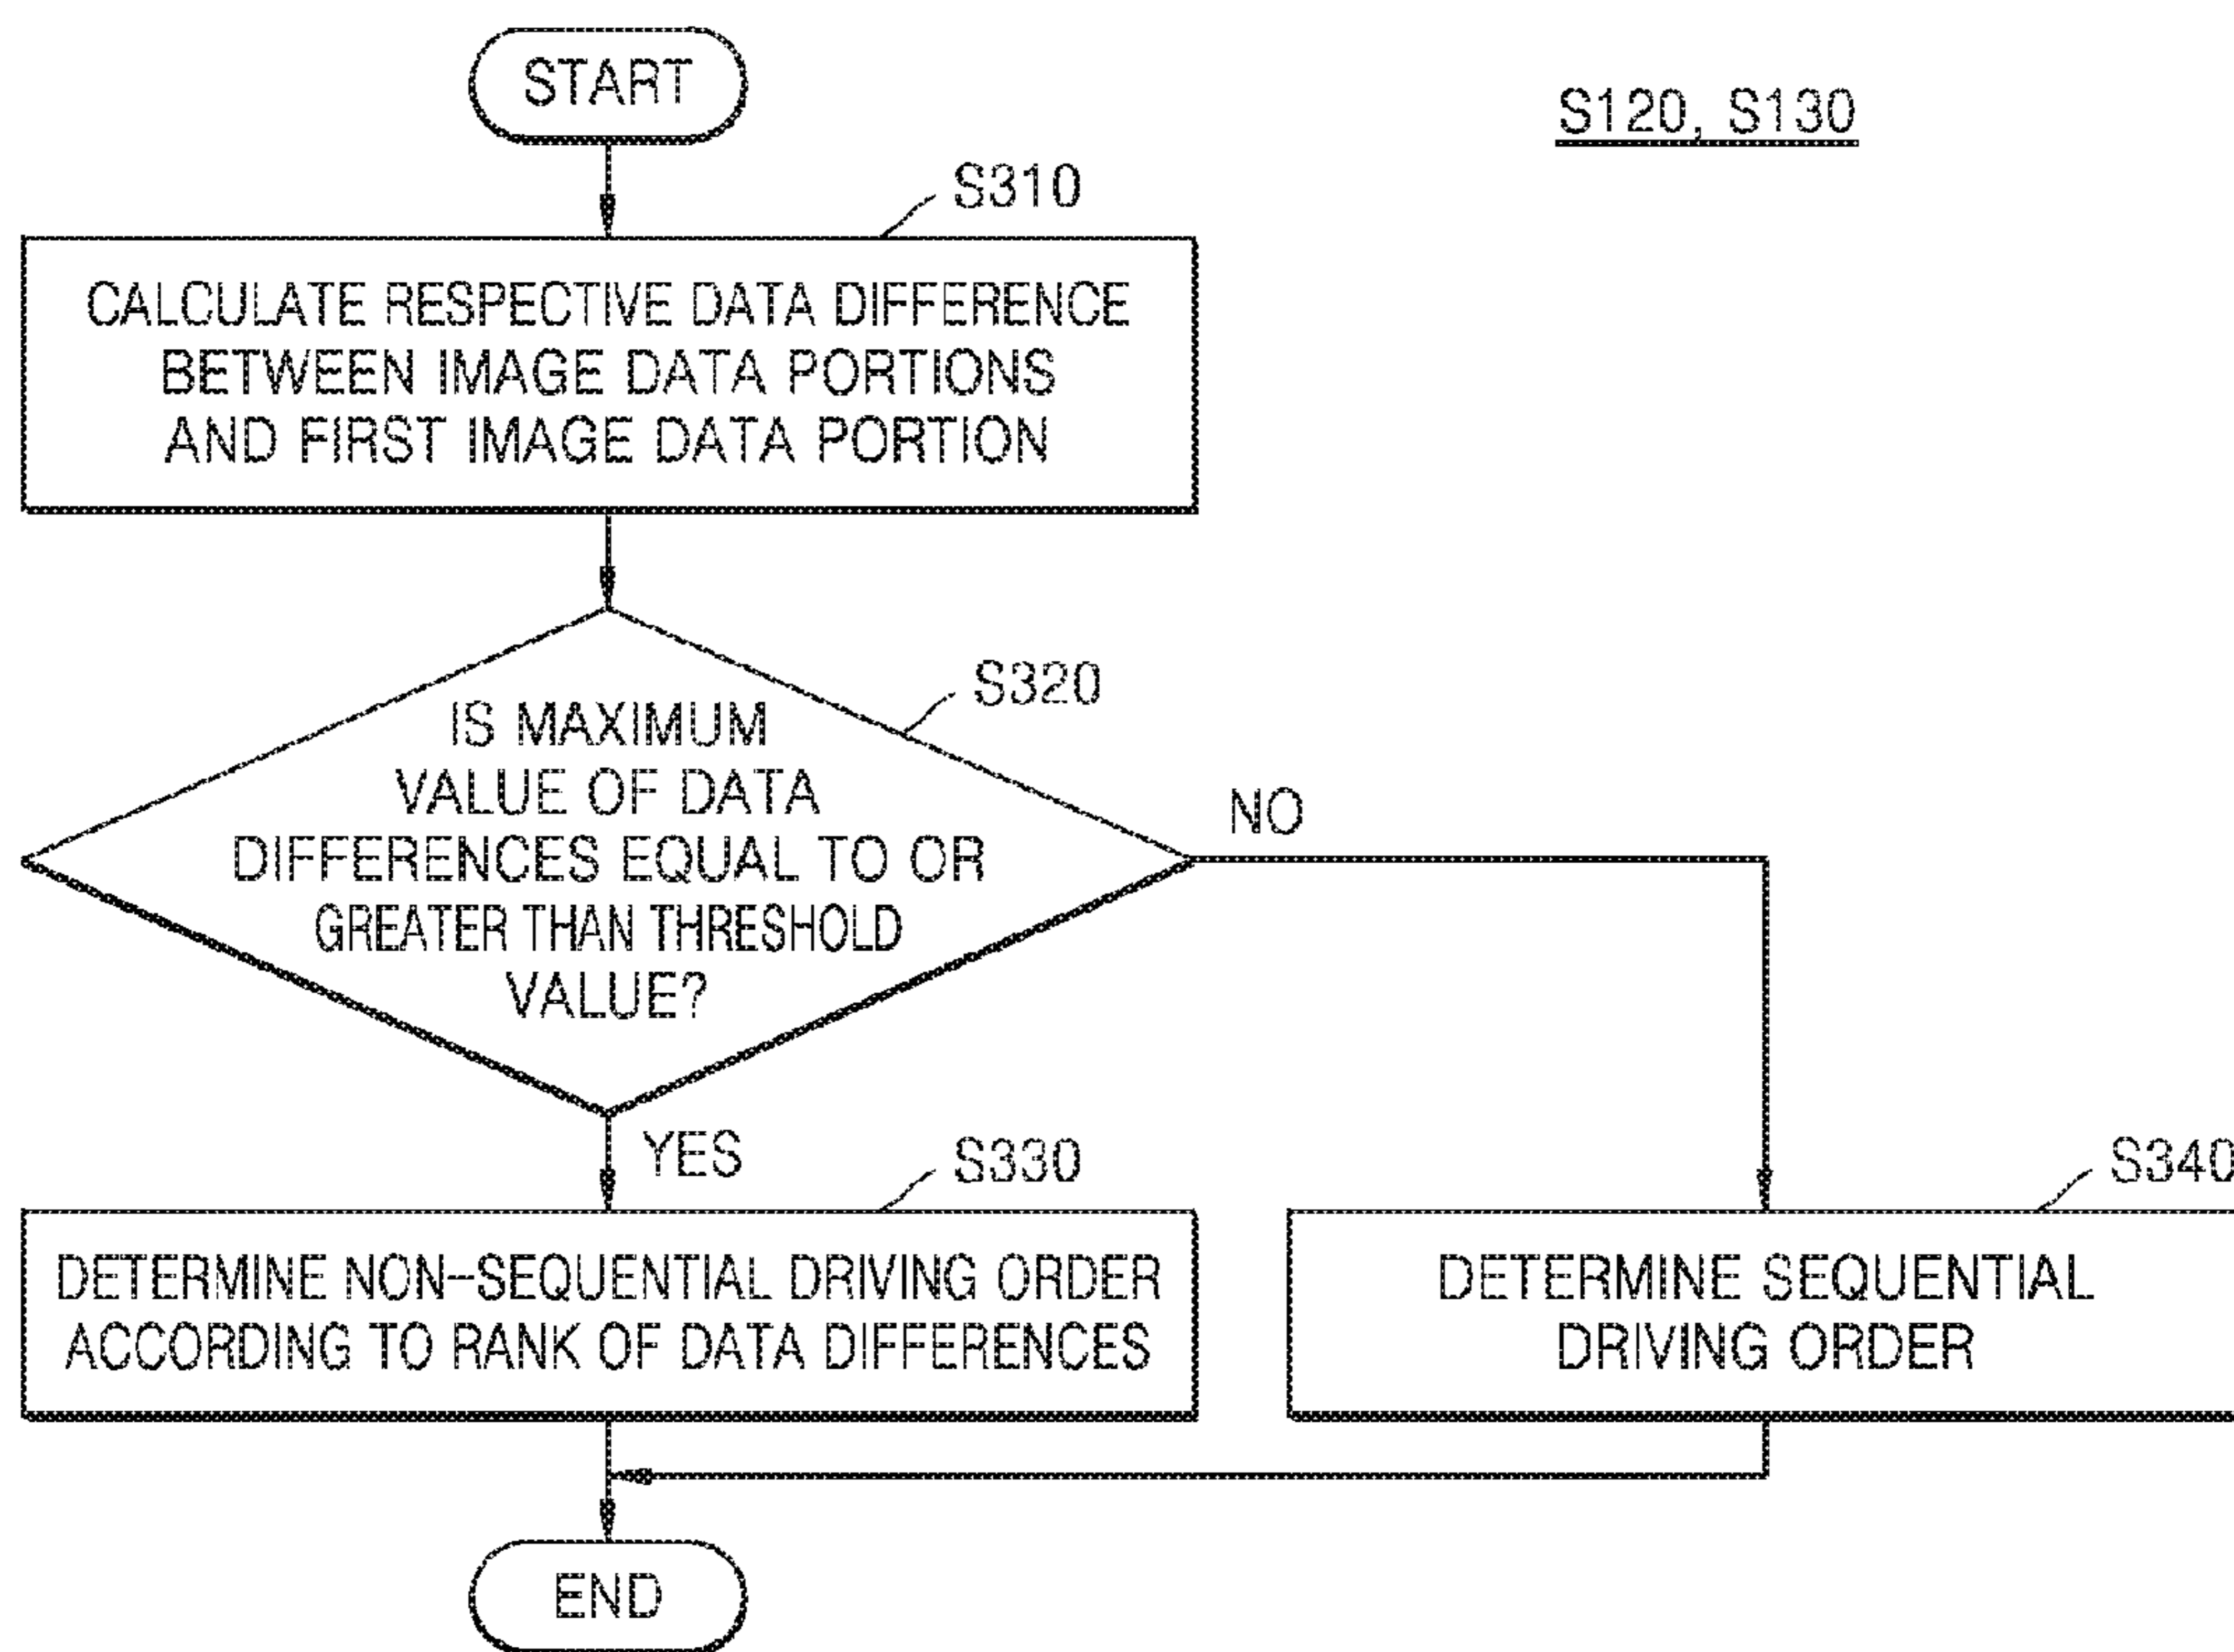 START
S120, S130
S310
CALCULATE RESPECTIVE DATA DIFFERENCE
BETWEEN IMAGE DATA PORTIONS
AND FIRST IMAGE DATA PORTION
S320
IS MAXIMUM
VALUE OF DATA
DIFFERENCES EQUAL TO OR
GREATER THAN THRESHOLD
VALUE?
NO
YES
S330
DETERMINE NON-SEQUENTIAL DRIVING ORDER
ACCORDING TO RANK OF DATA DIFFERENCES
S340
DETERMINE SEQUENTIAL
DRIVING ORDER
END